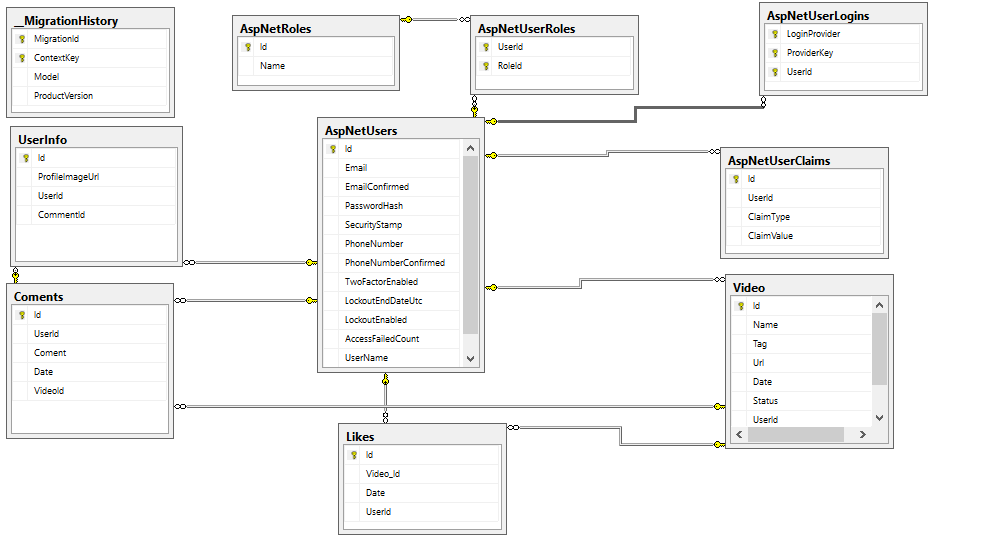 __MigrationHistory
MigrationId
ContextKey
Model
ProductVersion
AspNetRoles
Id
Name
AspNetUserRoles
UserId
RoleId
AspNetUserLogins
LoginProvider
ProviderKey
UserId
UserInfo
Id
ProfileImageUrl
UserId
CommentId
AspNetUsers
Id
Email
EmailConfirmed
PasswordHash
SecurityStamp
PhoneNumber
PhoneNumberConfirmed
TwoFactorEnabled
LockoutEndDateUtc
LockoutEnabled
AccessFailedCount
UserName
AspNetUserClaims
Id
UserId
ClaimType
ClaimValue
Coments
Id
UserId
Coment
Date
VideoId
Video
Id
Name
Tag
Url
Date
Status
UserId
Likes
Id
Video_Id
Date
UserId